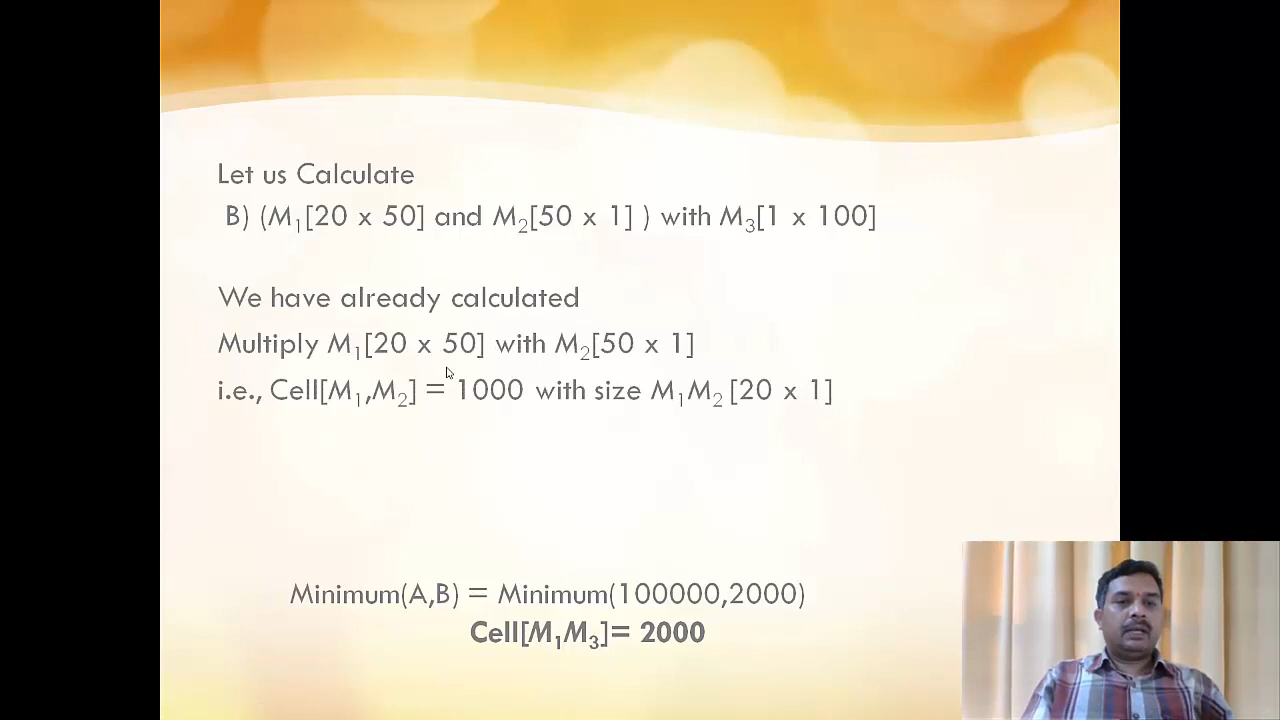 Let us Calculate
B) (M₁[20 x 50] and M₂[50 x 1] ) with M₃[1 x 100]
We have already calculated
Multiply M₁[20 x 50] with M₂[50 x 1]
i.e., Cell[M₁,M₂] = 1000 with size M₁M₂ [20 x 1]
Minimum(A,B) = Minimum(100000,2000)
Cell[M₁M₃]= 2000